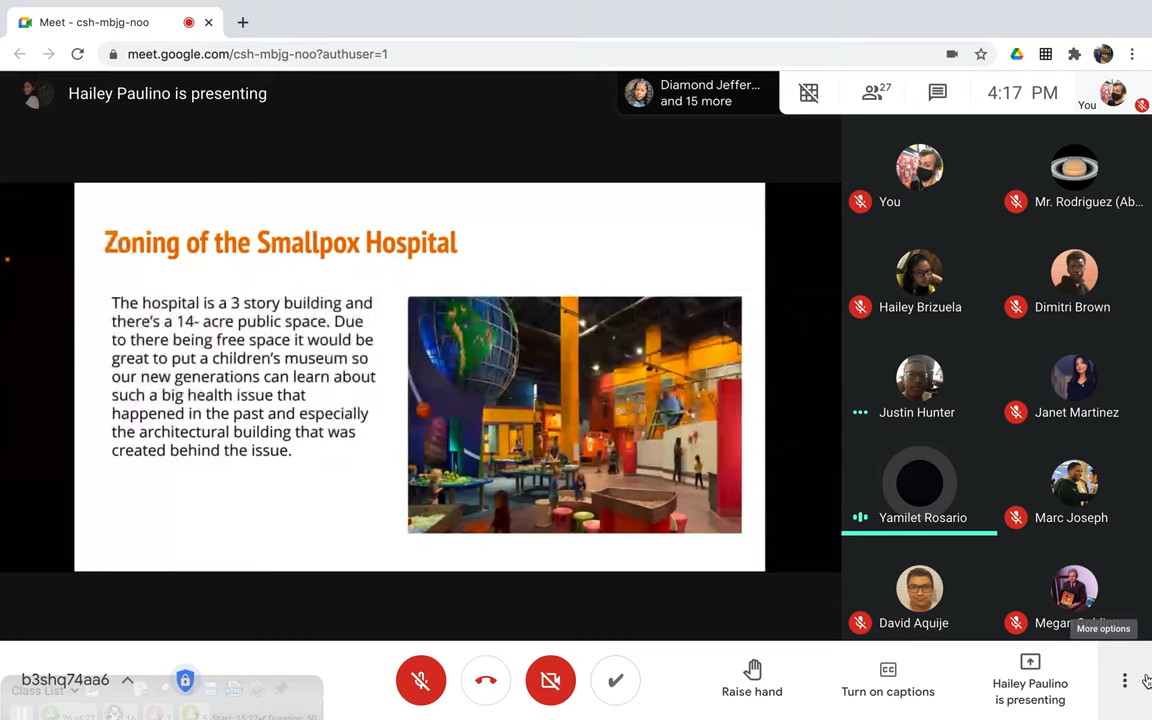 Meet - csh-mbjg-noo
meet.google.com/csh-mbjg-noo?authuser=1
Hailey Paulino is presenting
Diamond Jeffer...
and 15 more
27
4:17 PM
You
Zoning of the Smallpox Hospital
The hospital is a 3 story building and
there's a 14- acre public space. Due
to there being free space it would be
great to put a children's museum so
our new generations can learn about
such a big health issue that
happened in the past and especially
the architectural building that was
created behind the issue.
You
Mr. Rodriguez (Ab...
Hailey Brizuela
Dimitri Brown
Justin Hunter
Janet Martinez
Yamilet Rosario
Marc Joseph
David Aquije
Megan
More options
b3shq74aa6
Class List
Raise hand
Turn on captions
Hailey Paulino
is presenting